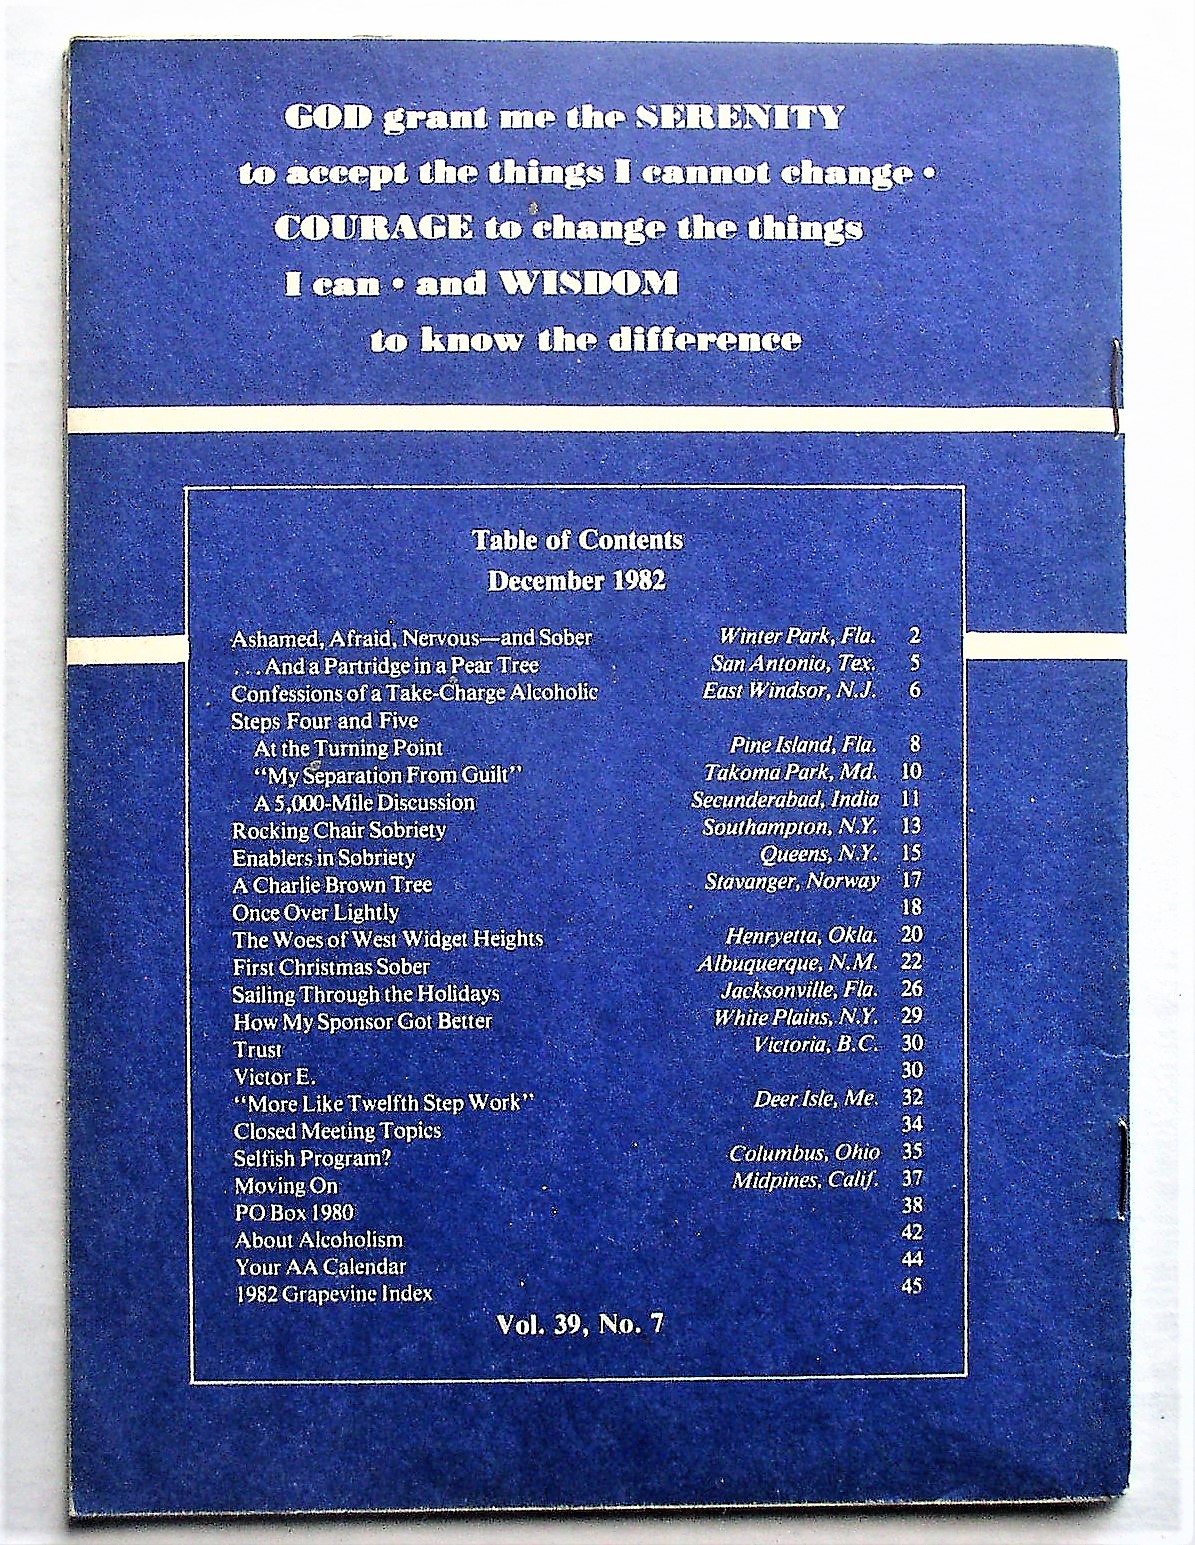 GOD grant me the SERENITY
to accept the things I cannot change •
COURAGE to change the things
I can • and WISDOM
to know the difference
Table of Contents
December 1982
Ashamed, Afraid, Nervous—and Sober Winter Park, Fla. 2
. . . And a Partridge in a Pear Tree San Antonio, Tex. 5
Confessions of a Take-Charge Alcoholic East Windsor, N.J. 6
Steps Four and Five
At the Turning Point Pine Island, Fla. 8
“My Separation From Guilt” Takoma Park, Md. 10
A 5,000-Mile Discussion Secunderabad, India 11
Rocking Chair Sobriety Southampton, N.Y. 13
Enablers in Sobriety Queens, N.Y. 15
A Charlie Brown Tree Stavanger, Norway 17
Once Over Lightly 18
The Woes of West Widget Heights Henryetta, Okla. 20
First Christmas Sober Albuquerque, N.M. 22
Sailing Through the Holidays Jacksonville, Fla. 26
How My Sponsor Got Better White Plains, N.Y. 29
Trust Victoria, B.C. 30
Victor E. 30
“More Like Twelfth Step Work” Deer Isle, Me. 32
Closed Meeting Topics 34
Selfish Program? Columbus, Ohio 35
Moving On Midpines, Calif. 37
PO Box 1980 38
About Alcoholism 42
Your AA Calendar 44
1982 Grapevine Index 45
Vol. 39, No. 7